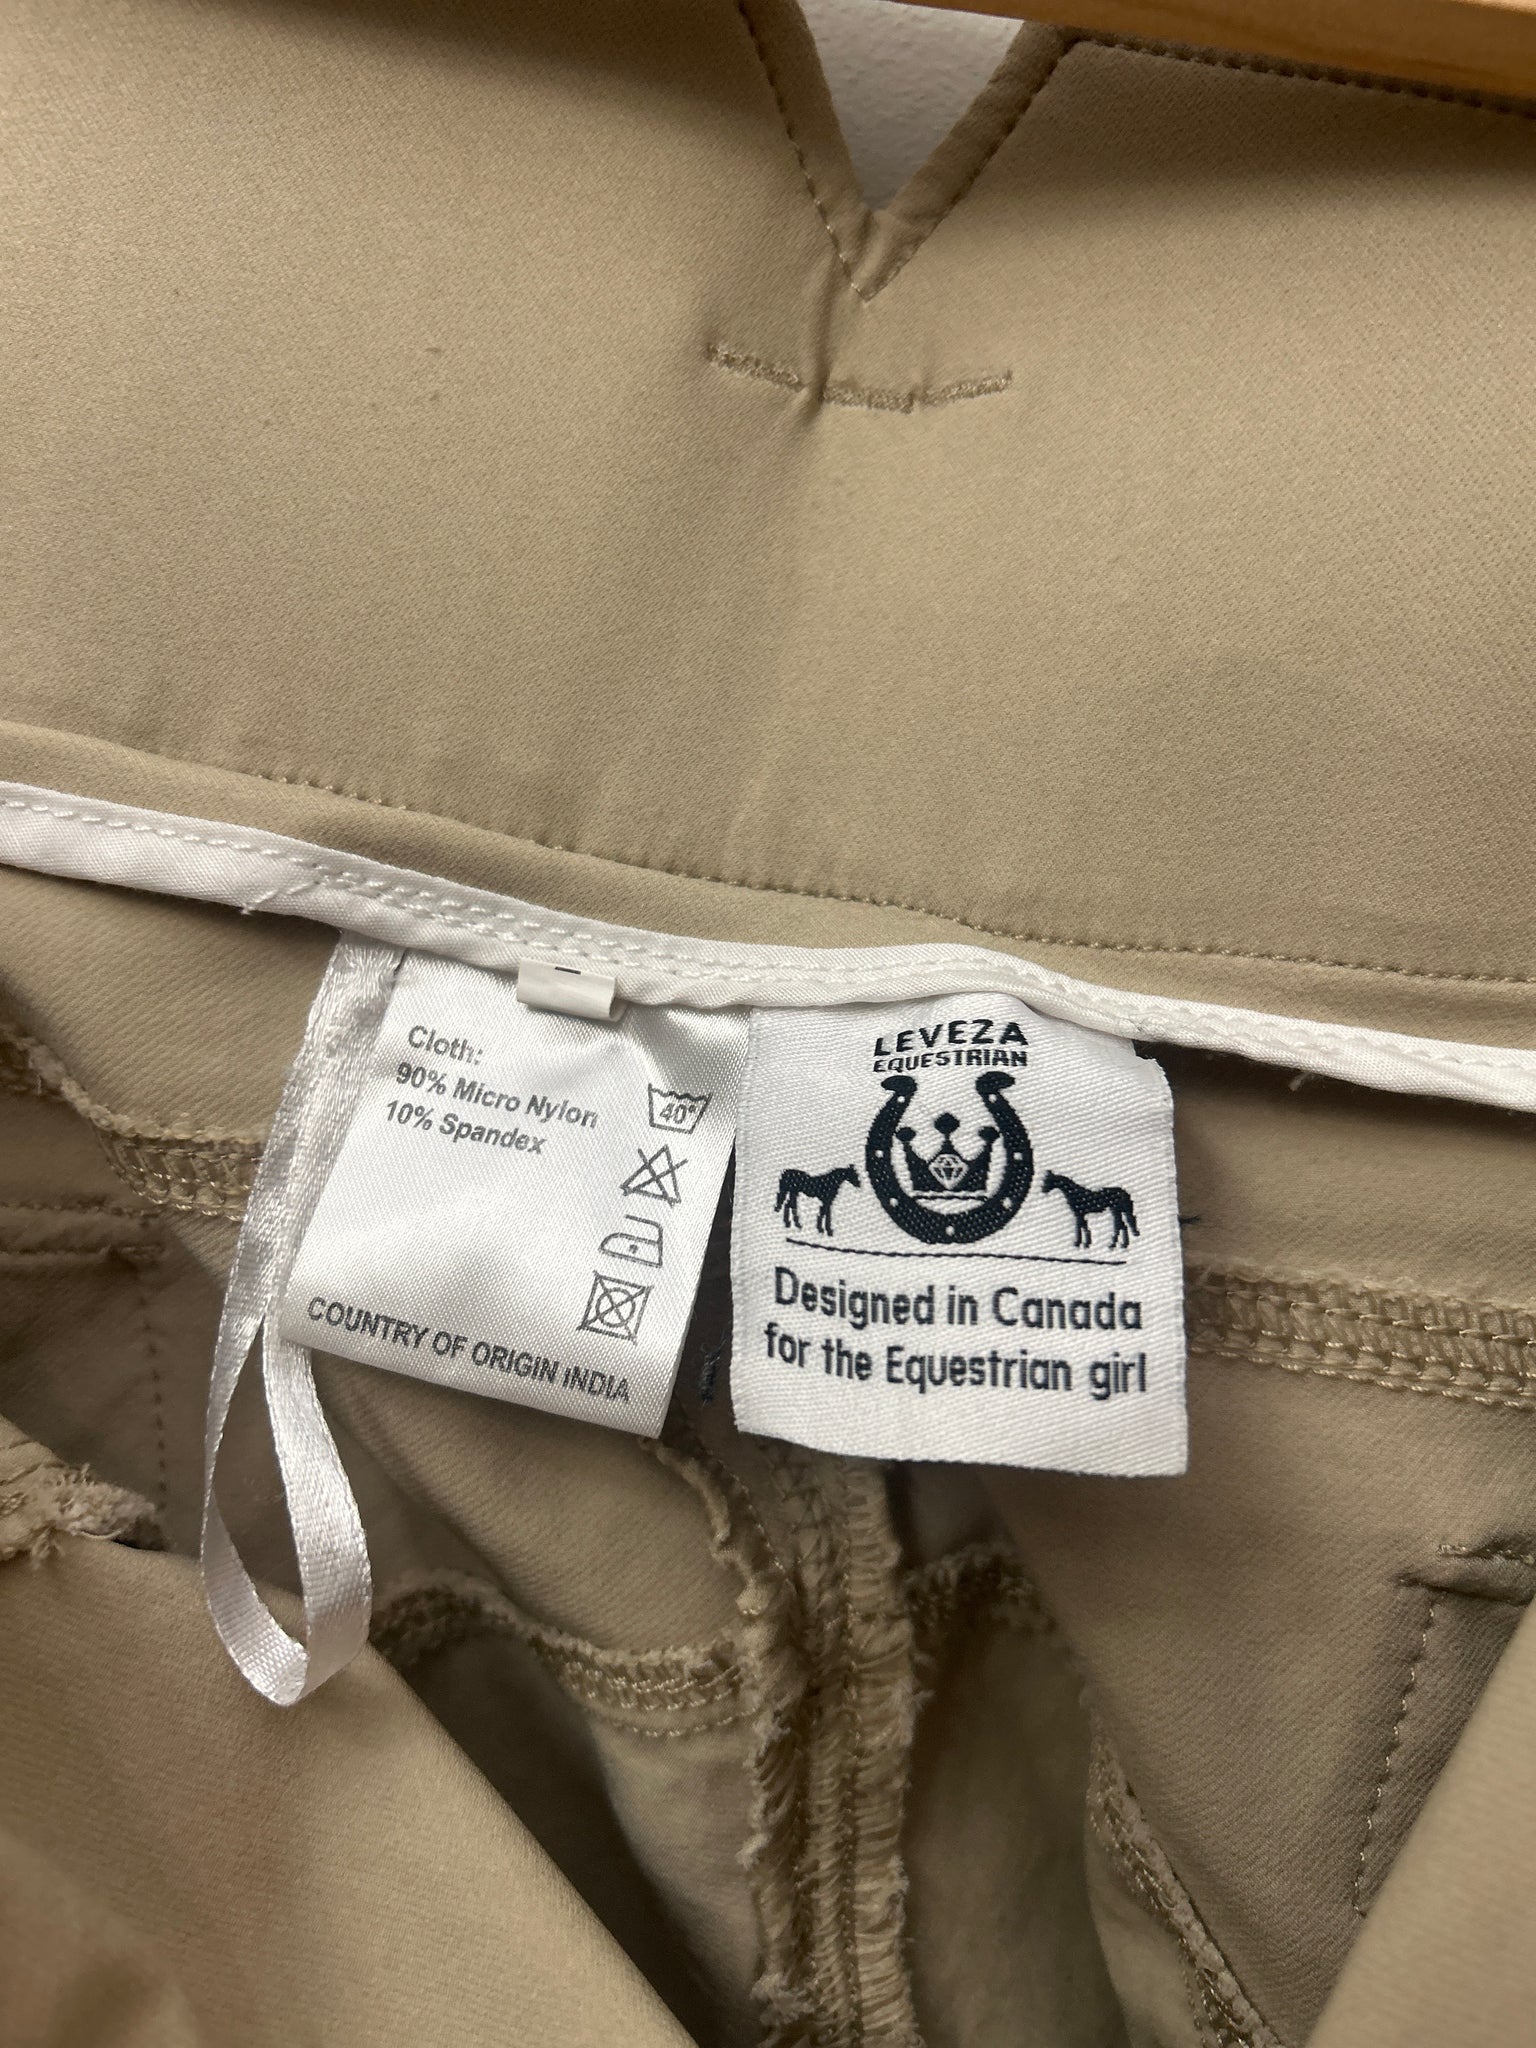 Cloth:
90% Micro Nylon
10% Spandex
40°
COUNTRY OF ORIGIN INDIA
LEVEZA
EQUESTRIAN
Designed in Canada
for the Equestrian girl